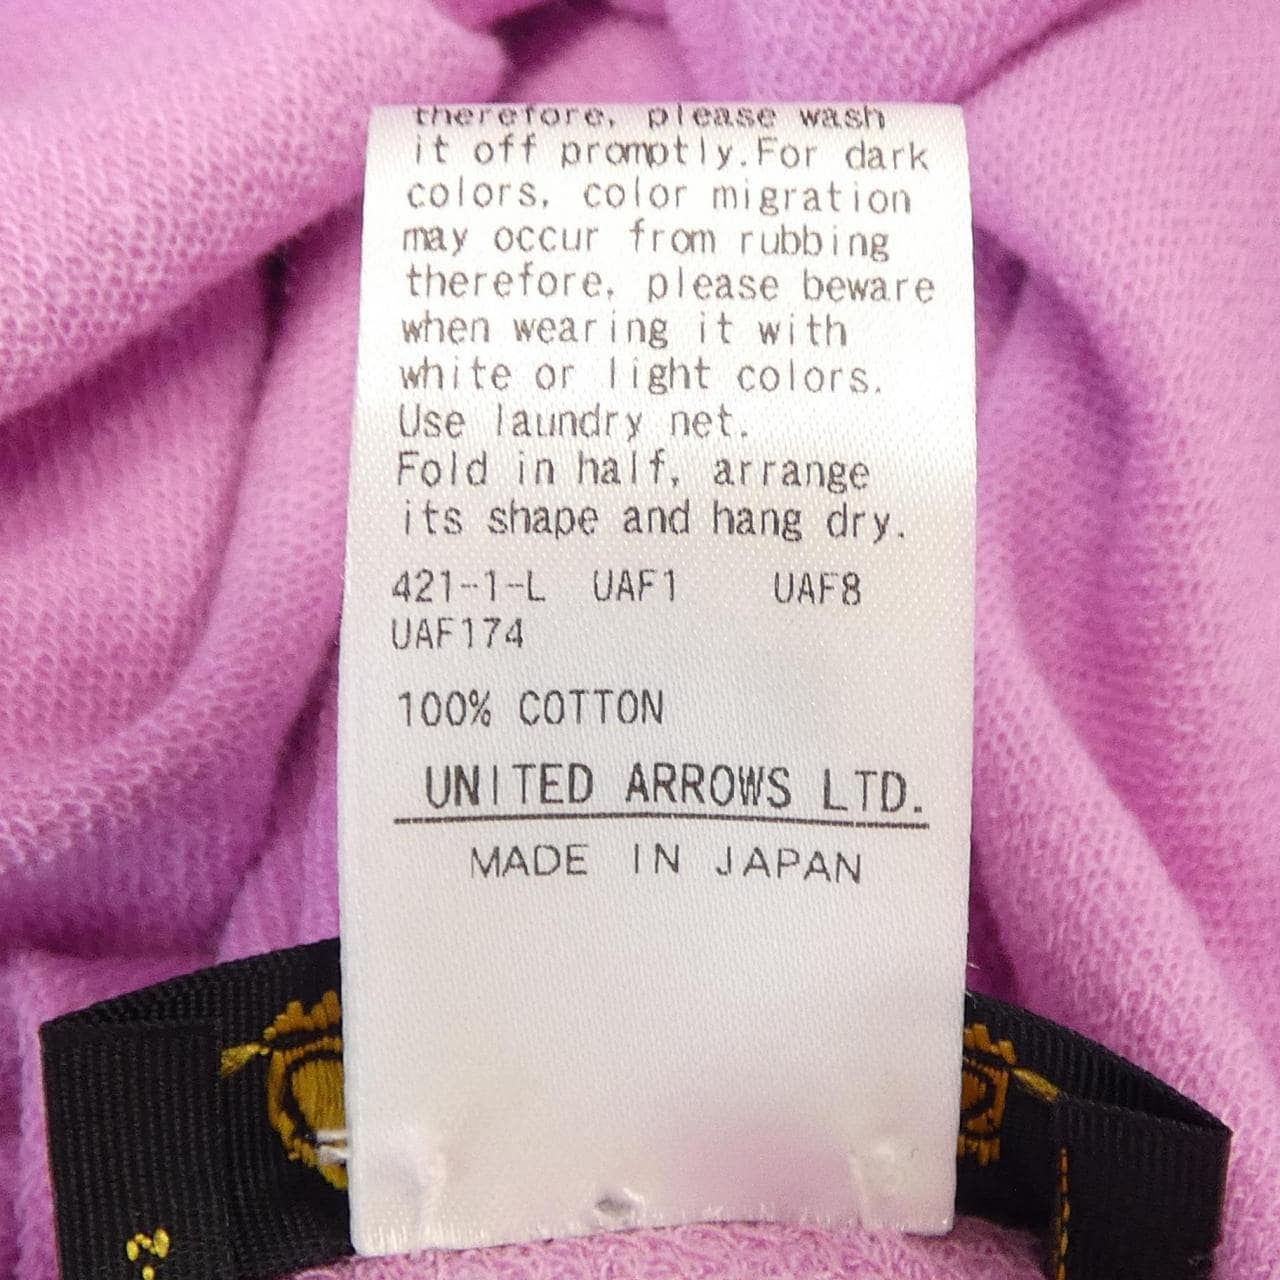 therefore, please wash
it off promptly.For dark
colors, color migration
may occur from rubbing
therefore, please beware
when wearing it with
white or light colors.
Use laundry net.
Fold in half, arrange
its shape and hang dry.
421-1-L UAF1 UAF8
UAF174
100% COTTON
UNITED ARROWS LTD.
MADE IN JAPAN